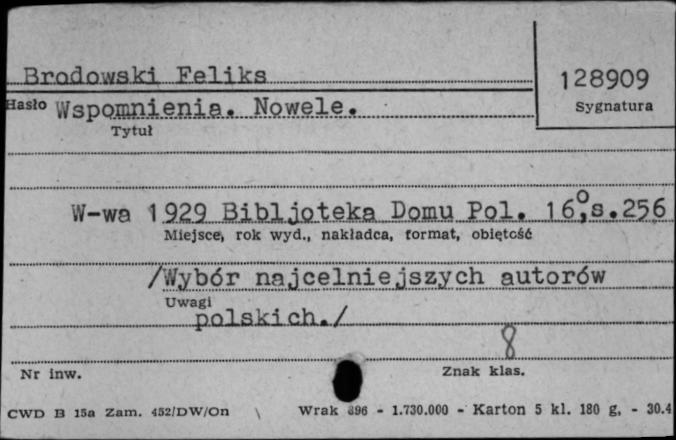 Brodowski Feliks
128909
Hasło Wspomnienia. Nowele.
Sygnatura
Tytuł
W-wa 1929 Bibljoteka Domu Pol. 16°,s.256
Miejsce, rok wyd., nakładca, format, objętość
/Wybór najcelniejszych autorów
Uwagi
polskich./
8
Nr inw.
Znak klas.
CWD B 15a Zam. 452/DW/On \ Wrak 896 - 1.730.000 - Karton 5 kl. 180 g. - 30.4